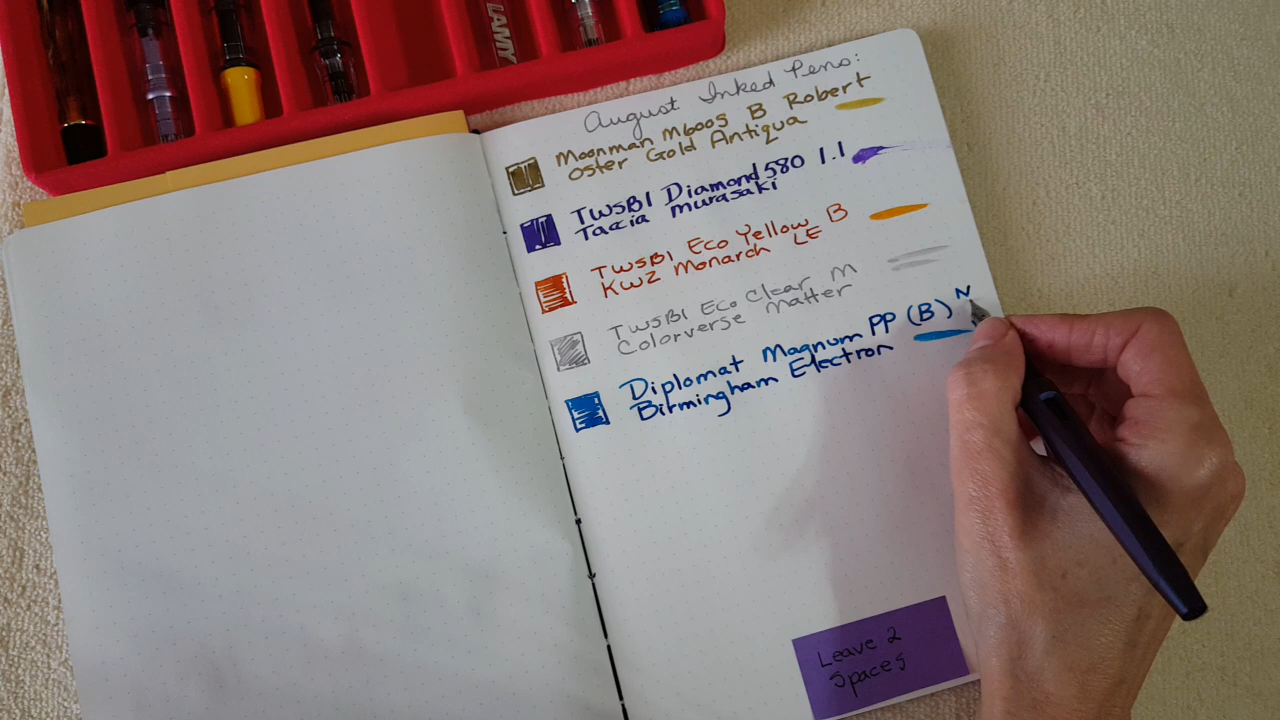 LAMY
August Inked Pens:
Moonman M600S B Robert
Oster Gold Antiqua
TWSBI Diamond 580 1.1
Taccia Murasaki
TWSBI Eco Yellow B
KWZ Monarch LE
TWSBI Eco Clear M
Colorverse Matter
Diplomat Magnum PP (B) N
Birmingham Electron
Leave 2
Spaces